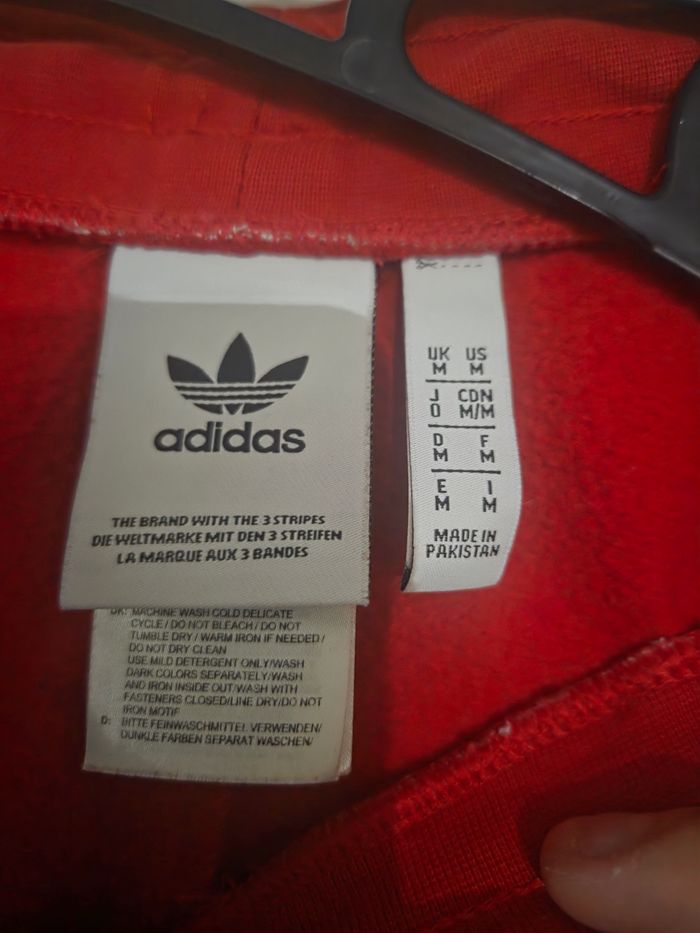 adidas
THE BRAND WITH THE 3 STRIPES
DIE WELTMARKE MIT DEN 3 STREIFEN
LA MARQUE AUX 3 BANDES
UK: MACHINE WASH COLD DELICATE
CYCLE / DO NOT BLEACH / DO NOT
TUMBLE DRY / WARM IRON IF NEEDED /
DO NOT DRY CLEAN
USE MILD DETERGENT ONLY/WASH
DARK COLORS SEPARATELY/WASH
AND IRON INSIDE OUT/WASH WITH
FASTENERS CLOSED/LINE DRY/DO NOT
IRON MOTIF
D: BITTE FEINWASCHMITTEL VERWENDEN/
DUNKLE FARBEN SEPARAT WASCHEN/
UK US
M M
J CDN
O M/M
D F
M M
E I
M M
MADE IN
PAKISTAN